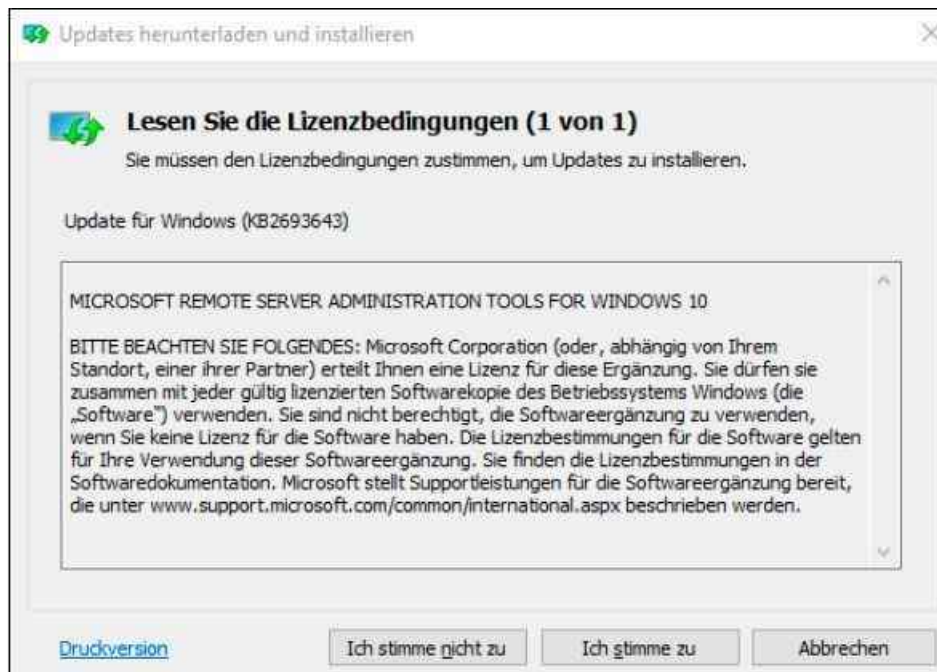 Updates herunterladen und installieren
Lesen Sie die Lizenzbedingungen (1 von 1)
Sie müssen den Lizenzbedingungen zustimmen, um Updates zu installieren.
Update für Windows (KB2693643)
MICROSOFT REMOTE SERVER ADMINISTRATION TOOLS FOR WINDOWS 10
BITTE BEACHTEN SIE FOLGENDES: Microsoft Corporation (oder, abhängig von Ihrem
Standort, einer ihrer Partner) erteilt Ihnen eine Lizenz für diese Ergänzung. Sie dürfen sie
zusammen mit jeder gültig lizenzierten Softwarekopie des Betriebssystems Windows (die
„Software“) verwenden. Sie sind nicht berechtigt, die Softwareergänzung zu verwenden,
wenn Sie keine Lizenz für die Software haben. Die Lizenzbestimmungen für die Software gelten
für Ihre Verwendung dieser Softwareergänzung. Sie finden die Lizenzbestimmungen in der
Softwaredokumentation. Microsoft stellt Supportleistungen für die Softwareergänzung bereit,
die unter www.support.microsoft.com/common/international.aspx beschrieben werden.
Druckversion
Ich stimme nicht zu
Ich stimme zu
Abbrechen